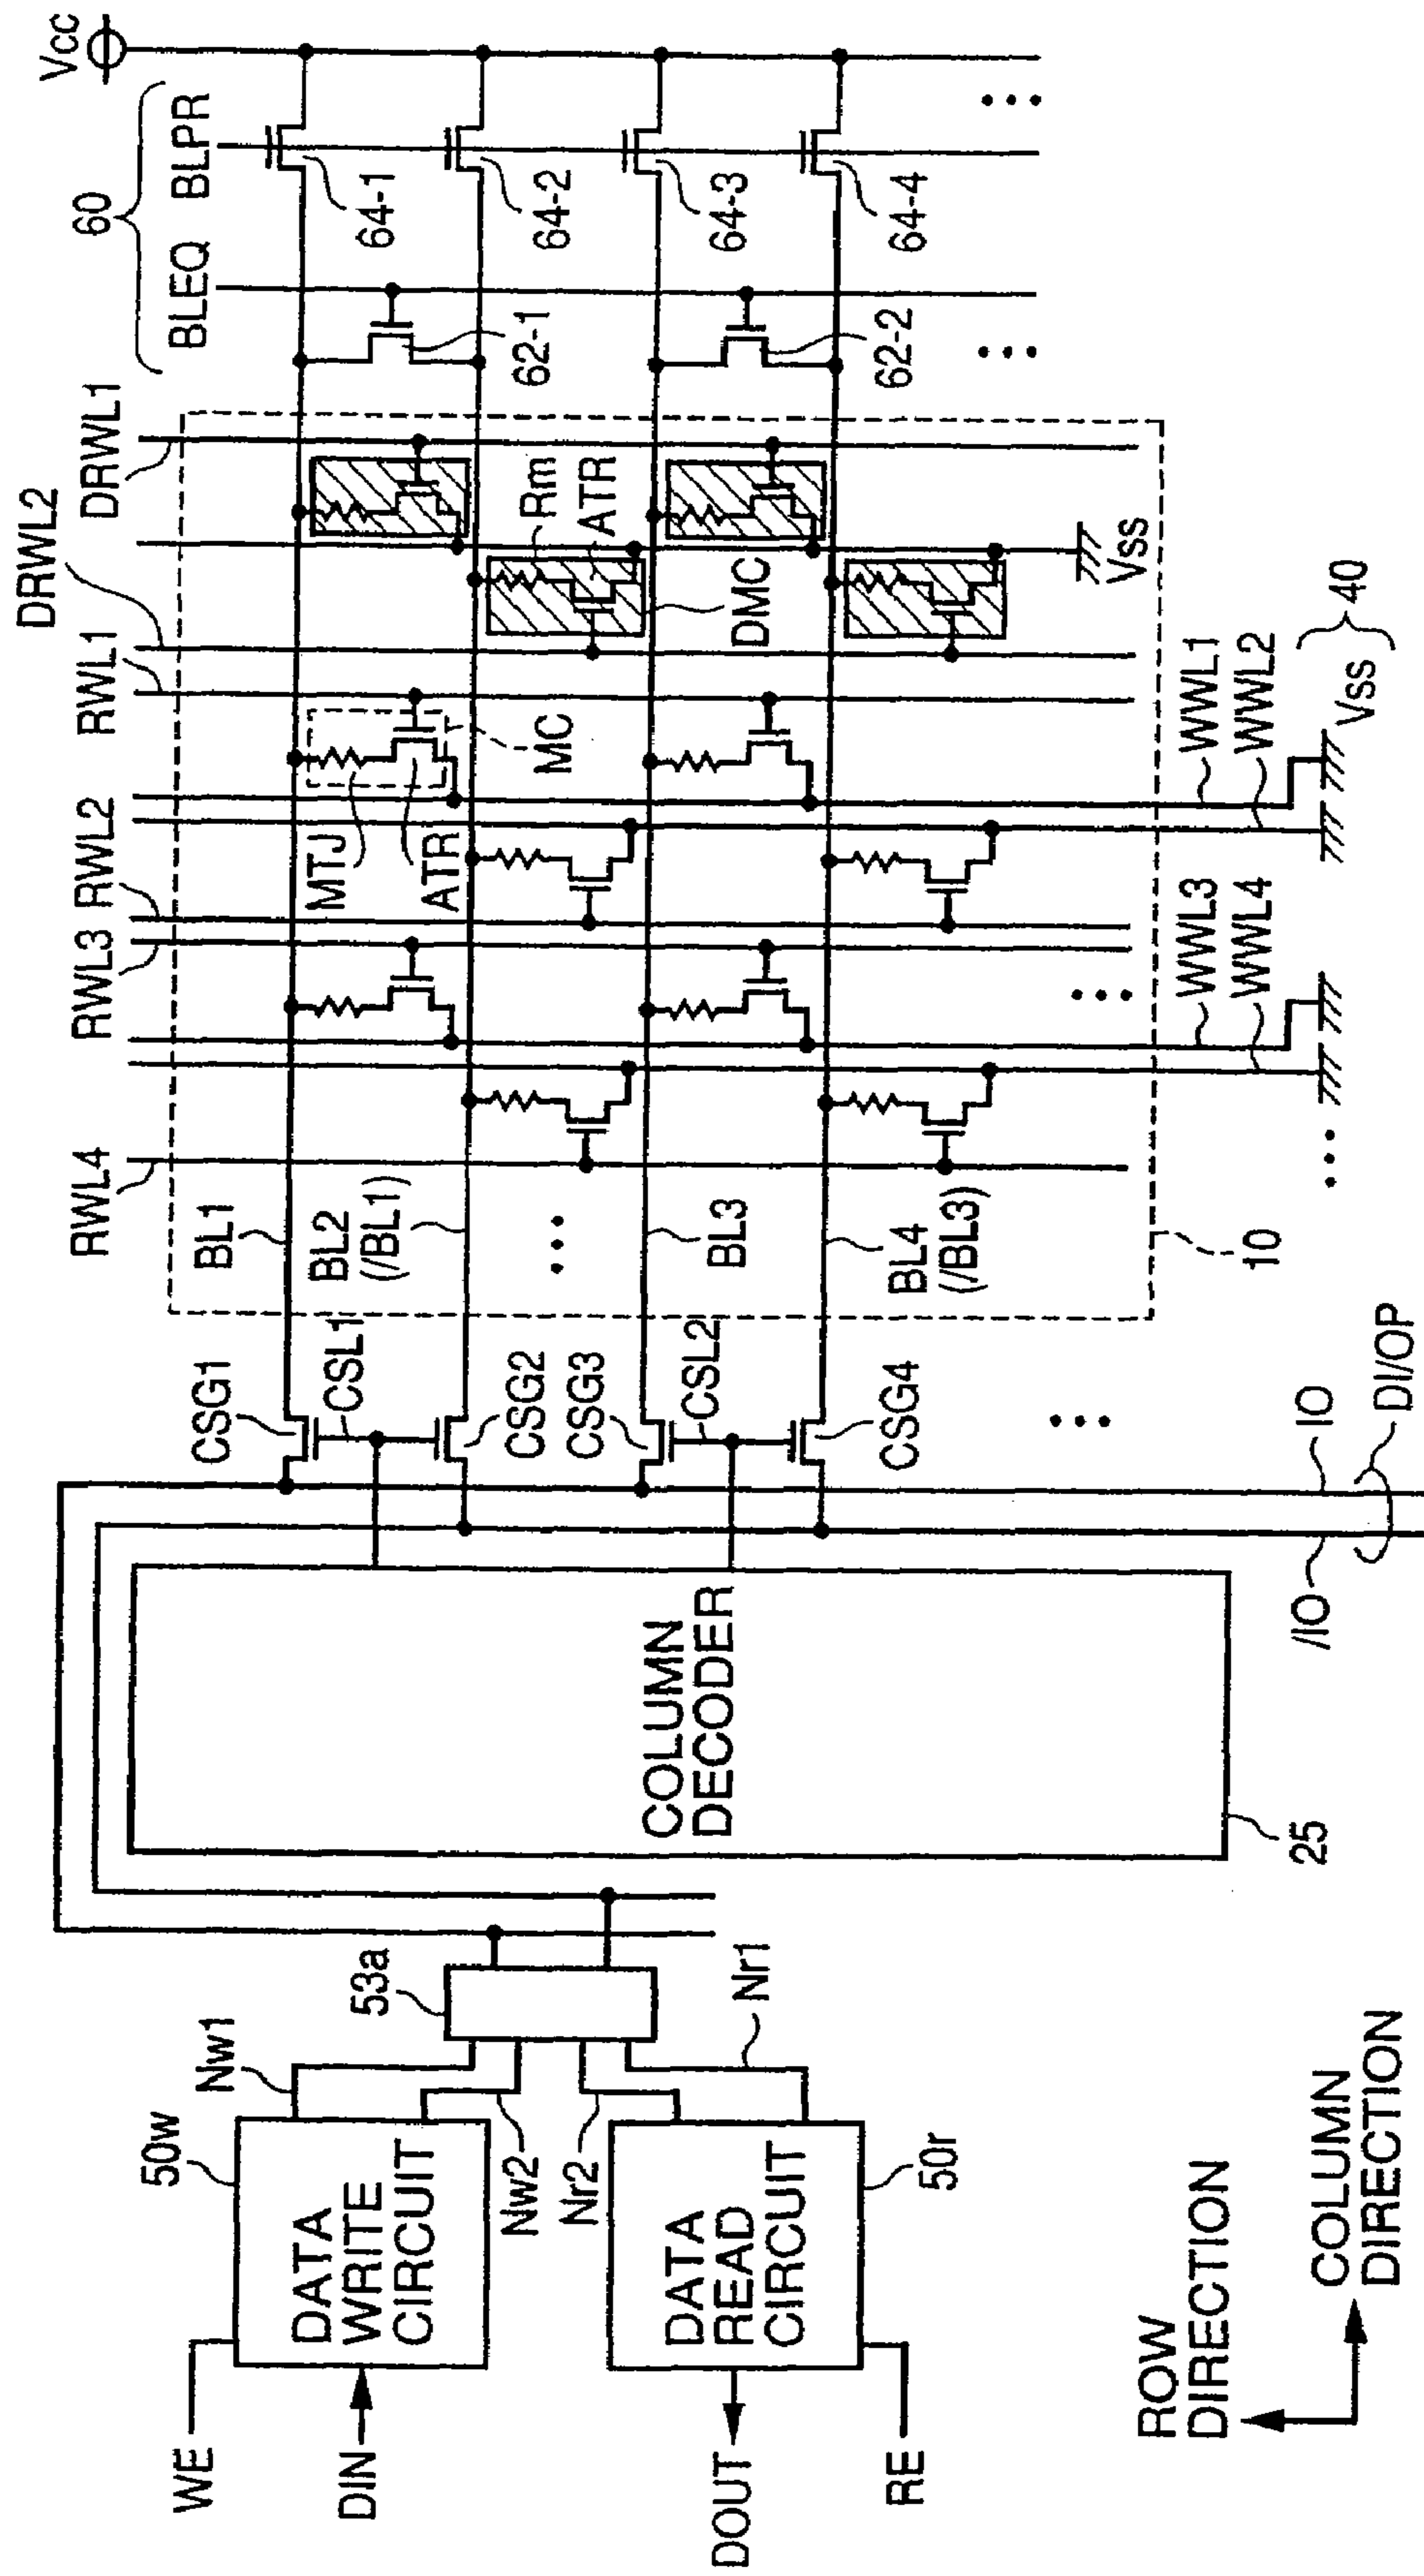 Vcc
60
BLPR
BLEQ
64-1
64-2
64-3
64-4
62-1
62-2
DRWL1
DRWL2
RWL1
RWL2
RWL3
RWL4
Rm
ATR
DMC
Vss
MC
MTJ
ATR
WWL1
WWL2
Vss
40
WWL3
WWL4
BL1
BL2
(/BL1)
BL3
BL4
(/BL3)
10
CSG1
CSL1
CSG2
CSG3
CSL2
CSG4
IO
/IO
DI/OP
COLUMN
DECODER
25
53a
Nw1
Nw2
Nr2
Nr1
50w
DATA
WRITE
CIRCUIT
50r
DATA
READ
CIRCUIT
WE
DIN
DOUT
RE
ROW
DIRECTION
COLUMN
DIRECTION